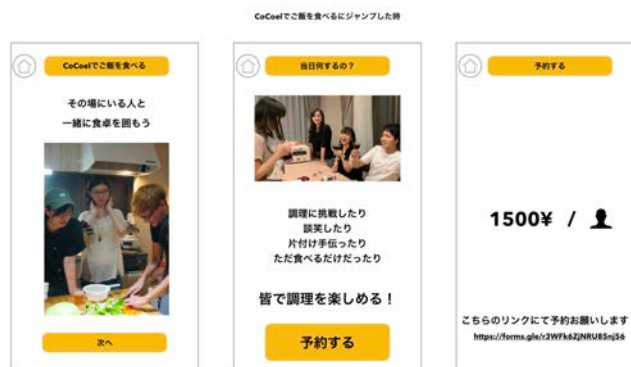 CoCoelでご飯を食べるにジャンプした時
CoCoelでご飯を食べる
その場にいる人と
一緒に食卓を囲もう
次へ
当日何するの？
調理に挑戦したり
談笑したり
片付け手伝ったり
ただ食べるだけだったり
皆で調理を楽しめる！
予約する
予約する
1500¥ /
こちらのリンクにて予約お願いします
https://forms.gle/r3WFk6ZjNRU85nj56